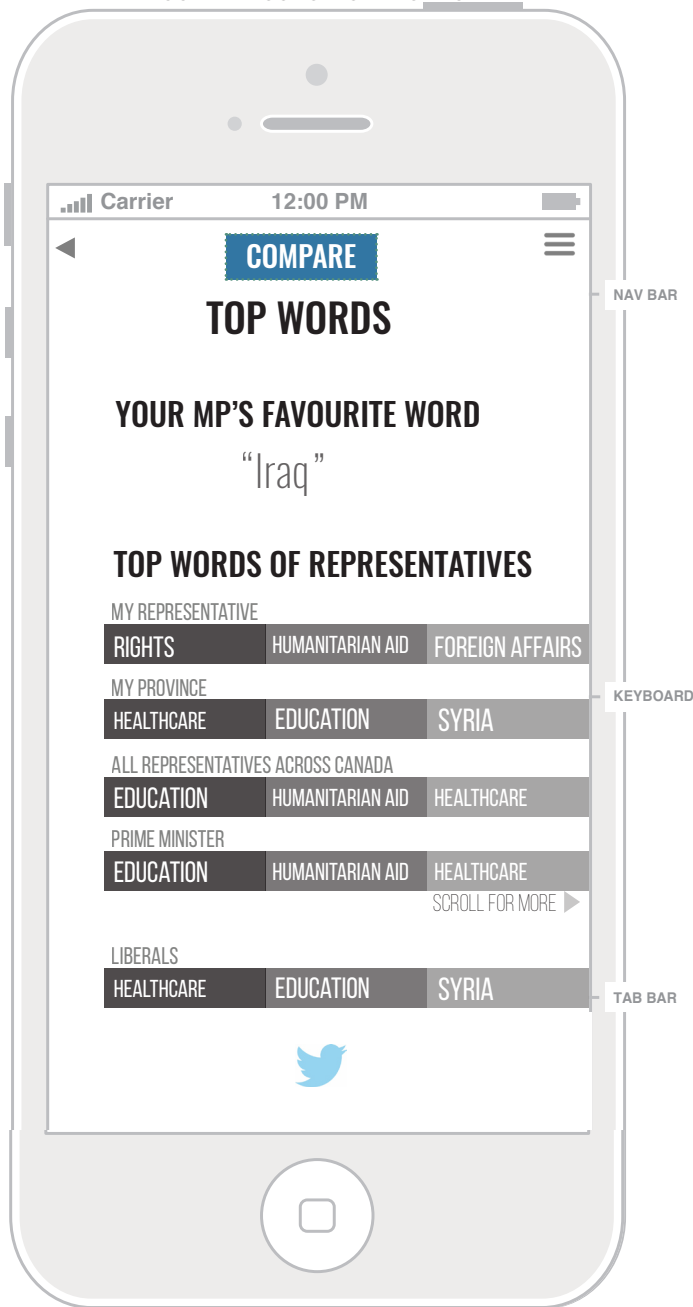 Carrier 12:00 PM
COMPARE
NAV BAR
TOP WORDS
YOUR MP’S FAVOURITE WORD
“Iraq”
TOP WORDS OF REPRESENTATIVES
MY REPRESENTATIVE
RIGHTS HUMANITARIAN AID FOREIGN AFFAIRS
MY PROVINCE
KEYBOARD
HEALTHCARE EDUCATION SYRIA
ALL REPRESENTATIVES ACROSS CANADA
EDUCATION HUMANITARIAN AID HEALTHCARE
PRIME MINISTER
EDUCATION HUMANITARIAN AID HEALTHCARE
SCROLL FOR MORE
LIBERALS
HEALTHCARE EDUCATION SYRIA
TAB BAR